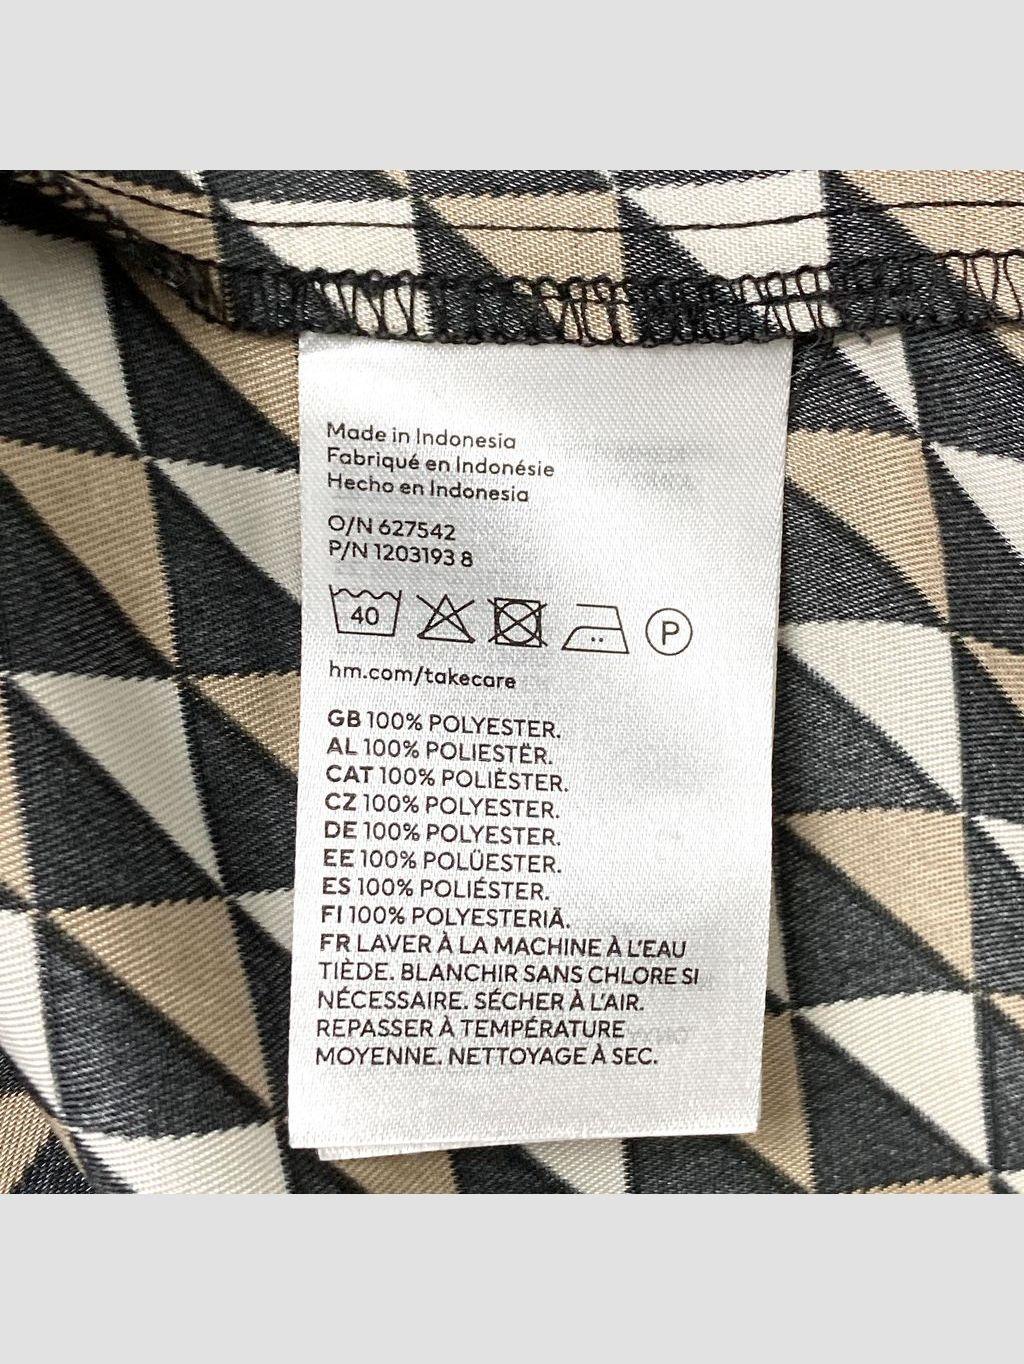 Made in Indonesia
Fabriqué en Indonésie
Hecho en Indonesia
O/N 627542
P/N 1203193 8
40
P
hm.com/takecare
GB 100% POLYESTER.
AL 100% POLIESTËR.
CAT 100% POLIÈSTER.
CZ 100% POLYESTER.
DE 100% POLYESTER.
EE 100% POLÜESTER.
ES 100% POLIÉSTER.
FI 100% POLYESTERIÄ.
FR LAVER À LA MACHINE À L'EAU
TIÈDE. BLANCHIR SANS CHLORE SI
NÉCESSAIRE. SÉCHER À L'AIR.
REPASSER À TEMPÉRATURE
MOYENNE. NETTOYAGE À SEC.